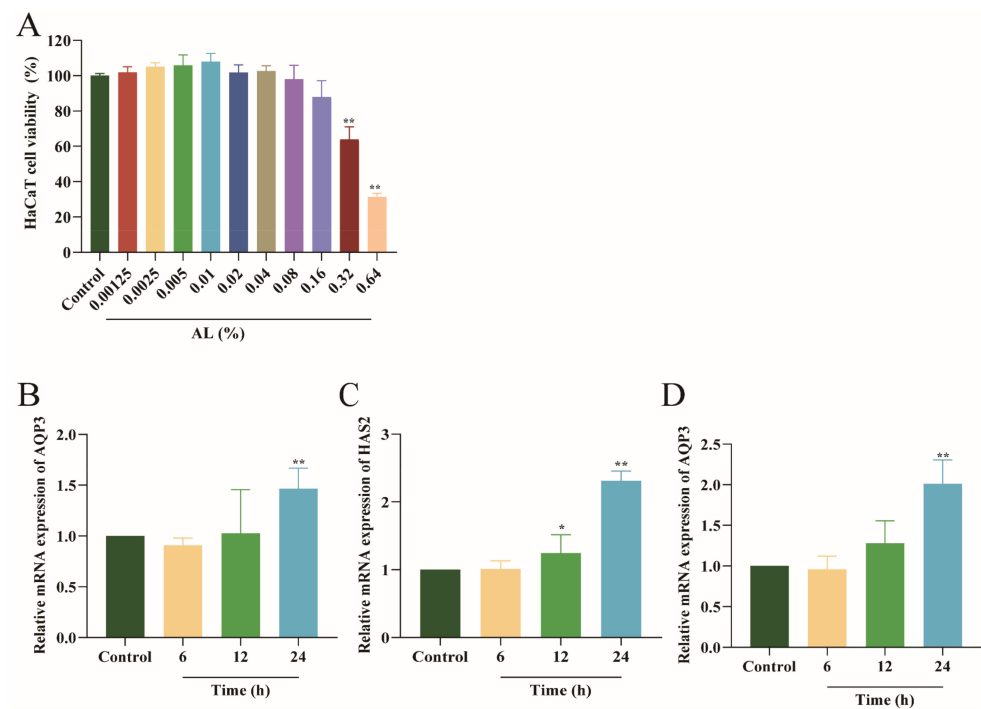 A
HaCaT cell viability (%)
120
100
80
60
40
20
0
**
**
Control
0.00125
0.0025
0.005
0.01
0.02
0.04
0.08
0.16
0.32
0.64
AL (%)
B
Relative mRNA expression of AQP3
2.0
1.5
1.0
0.5
0.0
**
Control 6 12 24
Time (h)
C
Relative mRNA expression of HAS2
3
2
1
0
*
**
Control 6 12 24
Time (h)
D
Relative mRNA expression of AQP3
2.5
2.0
1.5
1.0
0.5
0.0
**
Control 6 12 24
Time (h)